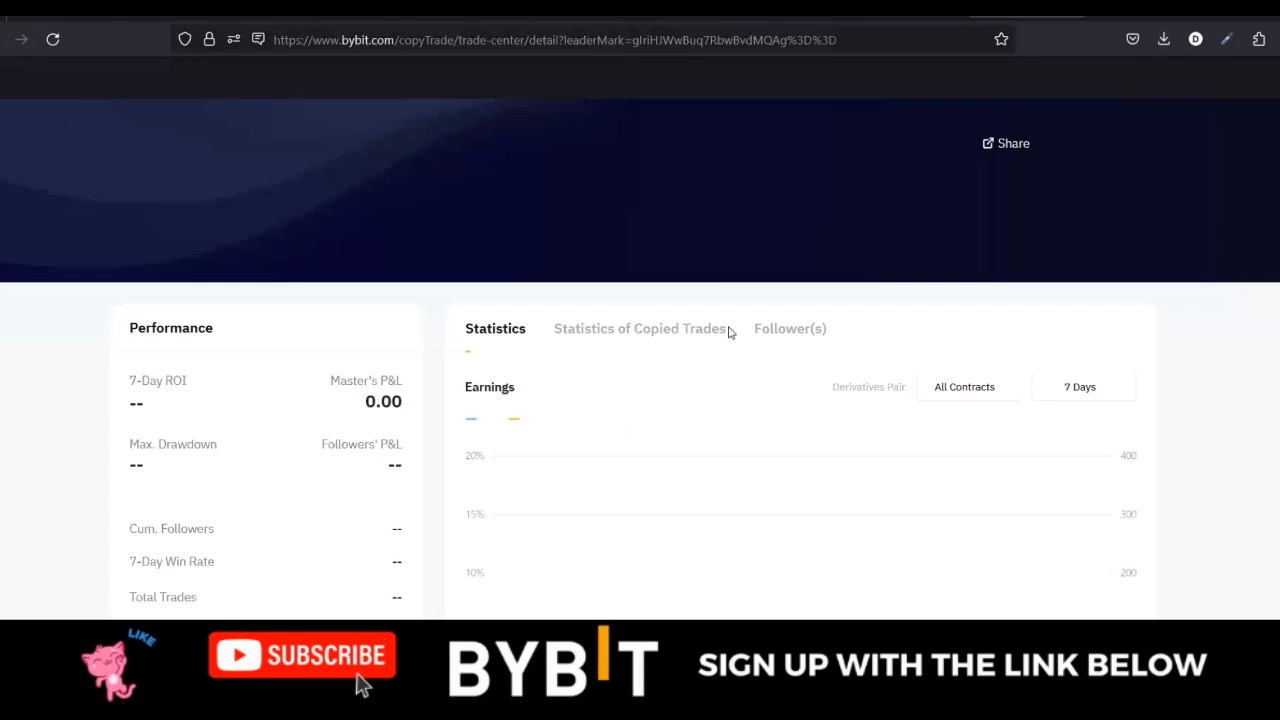 https://www.bybit.com/copyTrade/trade-center/detail?leaderMark=gIriHJWwBuq7RbwBvdMQAg%3D%3D
D
Share
Performance
7-Day ROI
Master's P&L
--
0.00
Max. Drawdown
Followers' P&L
--
--
Cum. Followers
--
7-Day Win Rate
--
Total Trades
--
Statistics
Statistics of Copied Trades
Follower(s)
Earnings
Derivatives Pair
All Contracts
7 Days
20%
400
15%
300
10%
200
LIKE
SUBSCRIBE
BYBIT
SIGN UP WITH THE LINK BELOW